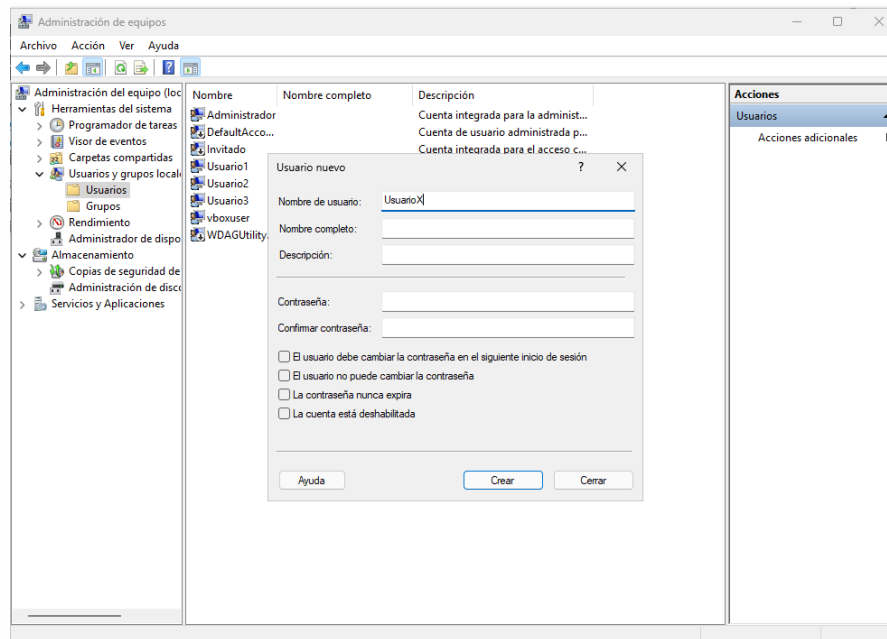 Administración de equipos
Archivo Acción Ver Ayuda
Administración del equipo (loc
Herramientas del sistema
Programador de tareas
Visor de eventos
Carpetas compartidas
Usuarios y grupos locale
Usuarios
Grupos
Rendimiento
Administrador de dispo
Almacenamiento
Copias de seguridad de
Administración de disco
Servicios y Aplicaciones
Nombre Nombre completo Descripción
Administrador Cuenta integrada para la administ...
DefaultAcco... Cuenta de usuario administrada p...
Invitado Cuenta integrada para el acceso c...
Usuario1
Usuario2
Usuario3
vboxuser
WDAGUtility.
Usuario nuevo ?
Nombre de usuario: UsuarioX
Nombre completo:
Descripción:
Contraseña:
Confirmar contraseña:
El usuario debe cambiar la contraseña en el siguiente inicio de sesión
El usuario no puede cambiar la contraseña
La contraseña nunca expira
La cuenta está deshabilitada
Ayuda Crear Cerrar
Acciones
Usuarios
Acciones adicionales